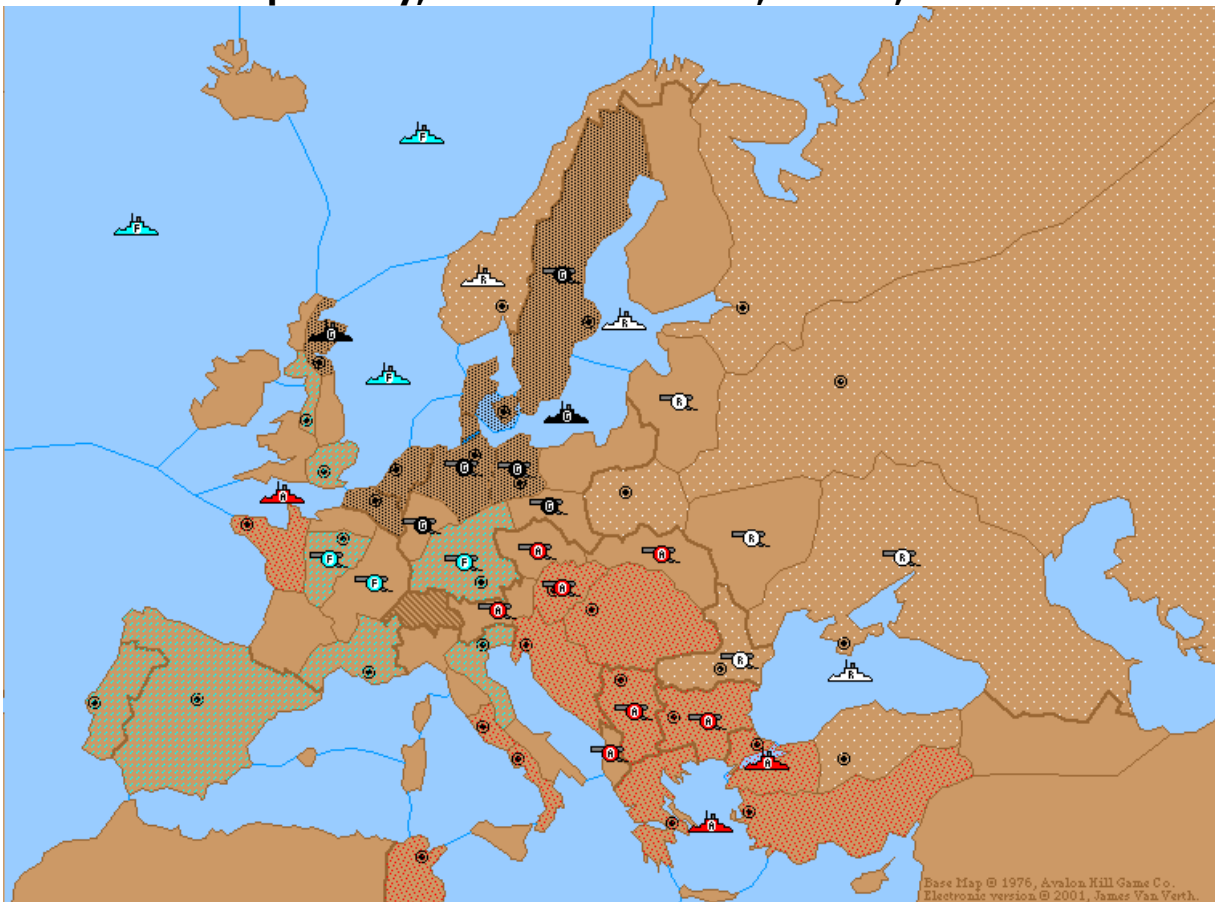 F
F
R G
R
G
F
R
G
G G
A
G
G
R
A A
F F R
F A
A
R
R
A A
A A
A
Base Map © 1976, Avalon Hill Game Co.
Electronic version © 2001, James Van Verth.